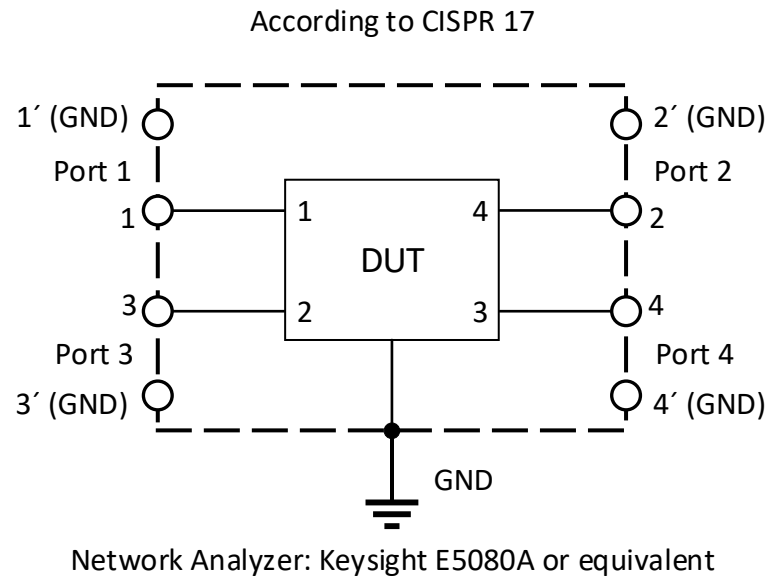 According to CISPR 17
1´ (GND)
2´ (GND)
Port 1
Port 2
1
1
4
2
DUT
3
2
3
4
Port 3
Port 4
3´ (GND)
4´ (GND)
GND
Network Analyzer: Keysight E5080A or equivalent